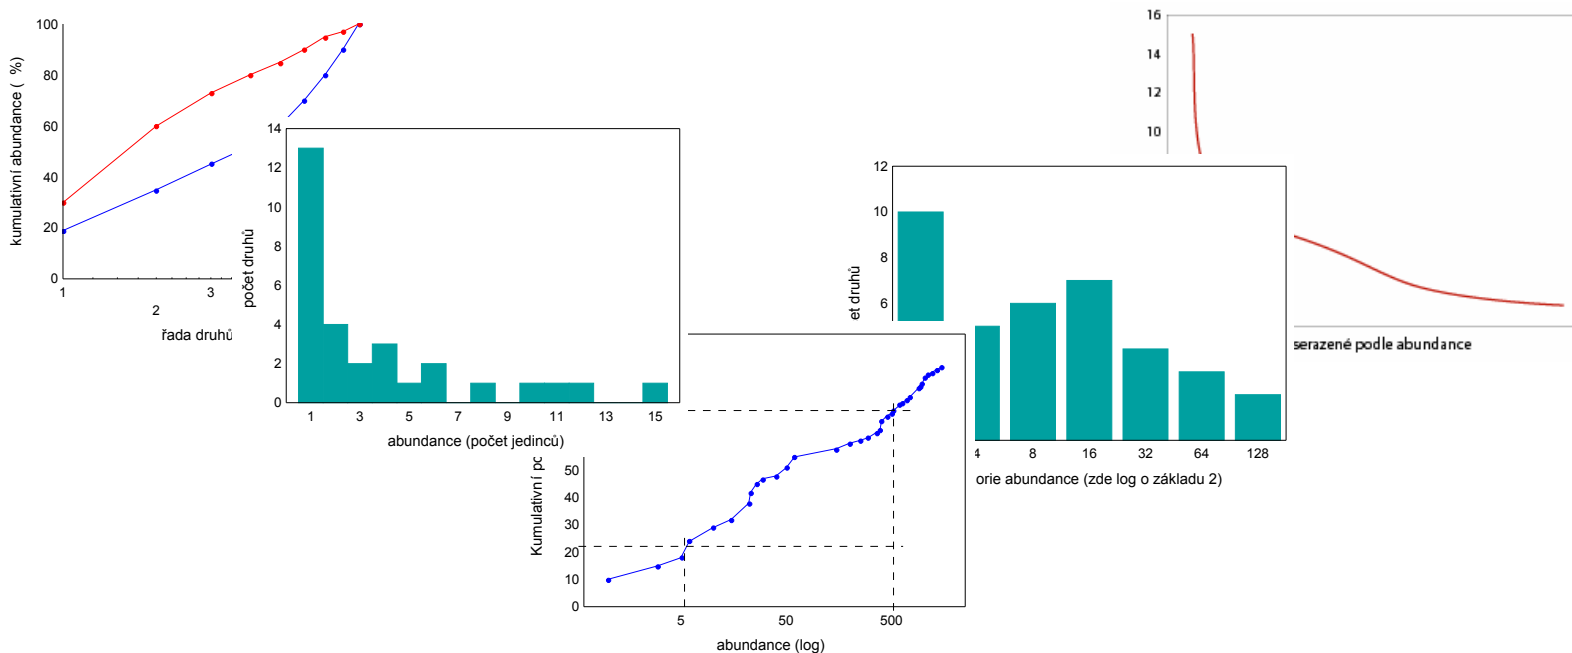 kumulativní abundance ( %)
100
80
60
40
20
0
1
2
3
řada druhů
počet druhů
14
12
10
8
6
4
2
0
1 3 5 7 9 11 13 15
abundance (počet jedinců)
Kumulativní po
50
40
30
20
10
0
5 50 500
abundance (log)
et druhů
12
10
8
6
4 8 16 32 64 128
orie abundance (zde log o základu 2)
16
14
12
10
serazené podle abundance